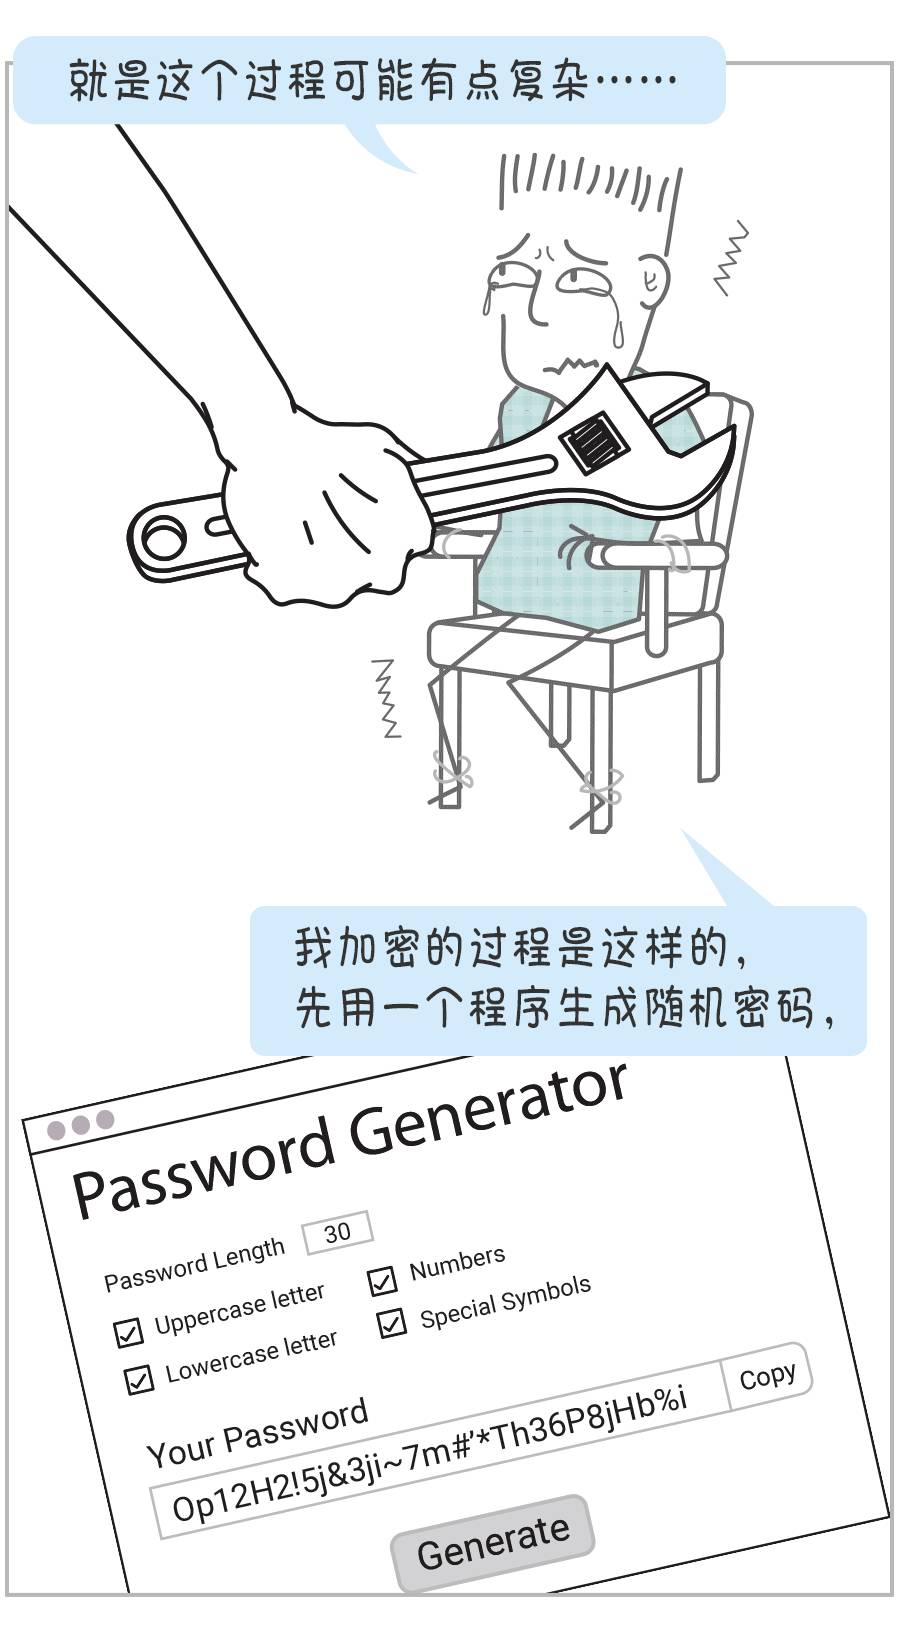 就是这个过程可能有点复杂……
我加密的过程是这样的，
先用一个程序生成随机密码，
Password Generator
Password Length 30
Uppercase letter
Numbers
Lowercase letter
Special Symbols
Your Password
Op12H2!5j&3ji~7m#'*Th36P8jHb%i
Copy
Generate